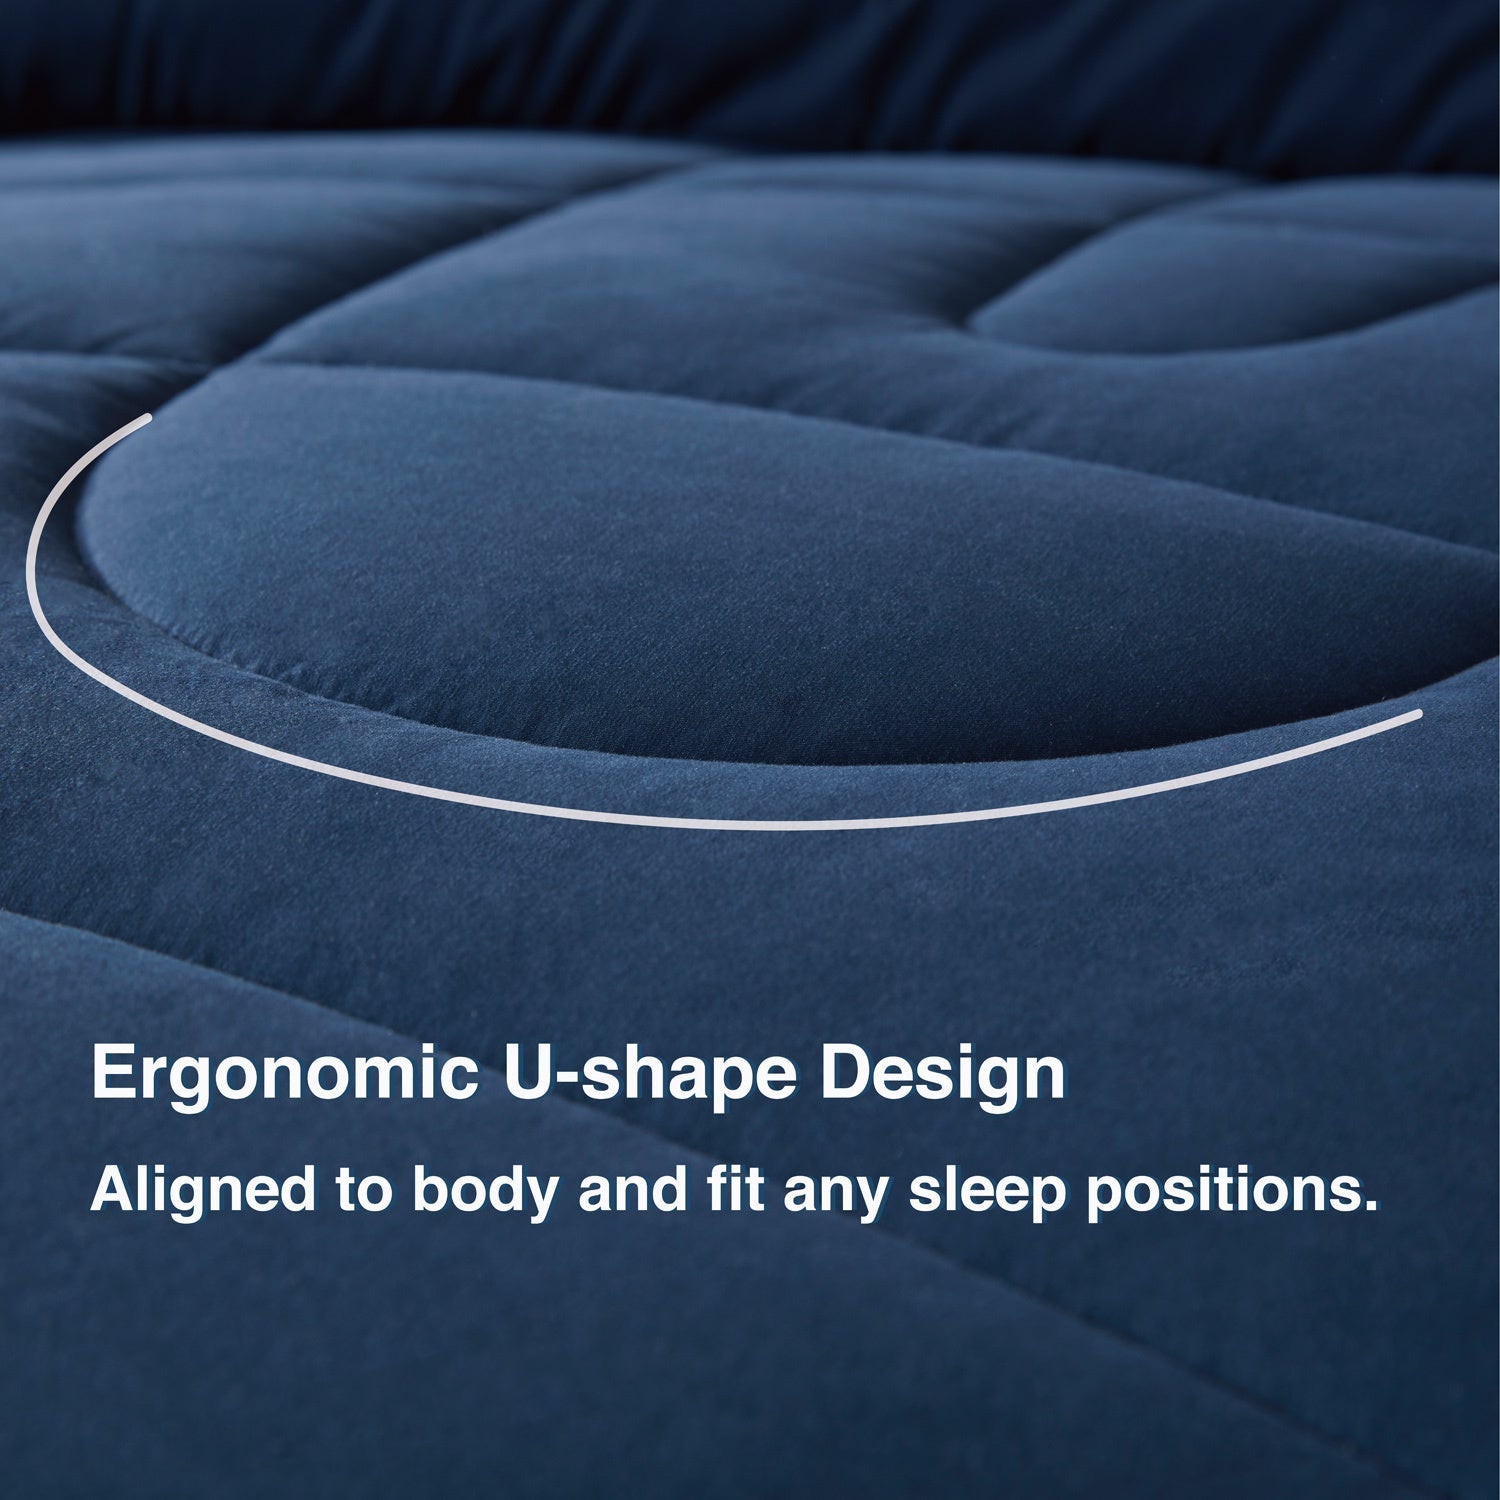 Ergonomic U-shape Design
Aligned to body and fit any sleep positions.